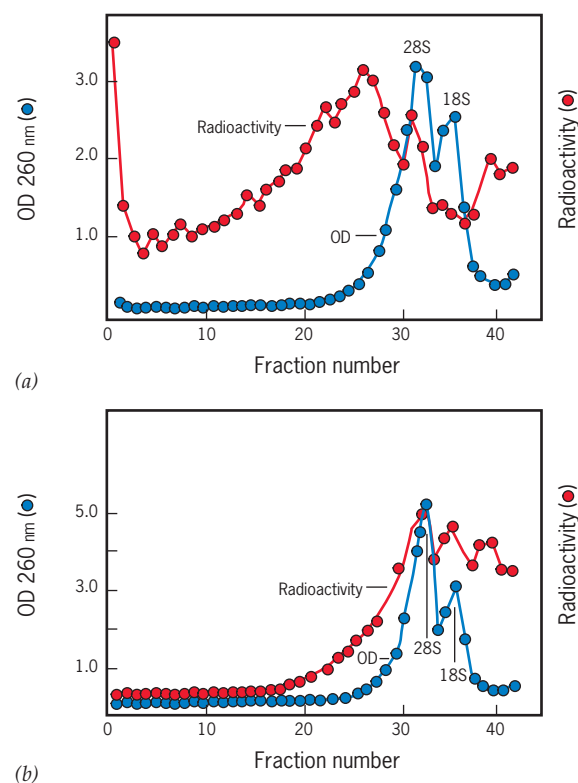 28S
3.0
18S
Radioactivity
OD 260 nm ( )
2.0
Radioactivity ( )
1.0
OD
0
10
20
30
40
Fraction number
(a)
5.0
OD 260 nm ( )
3.0
Radioactivity
Radioactivity ( )
1.0
OD
28S
18S
0
10
20
30
40
Fraction number
(b)